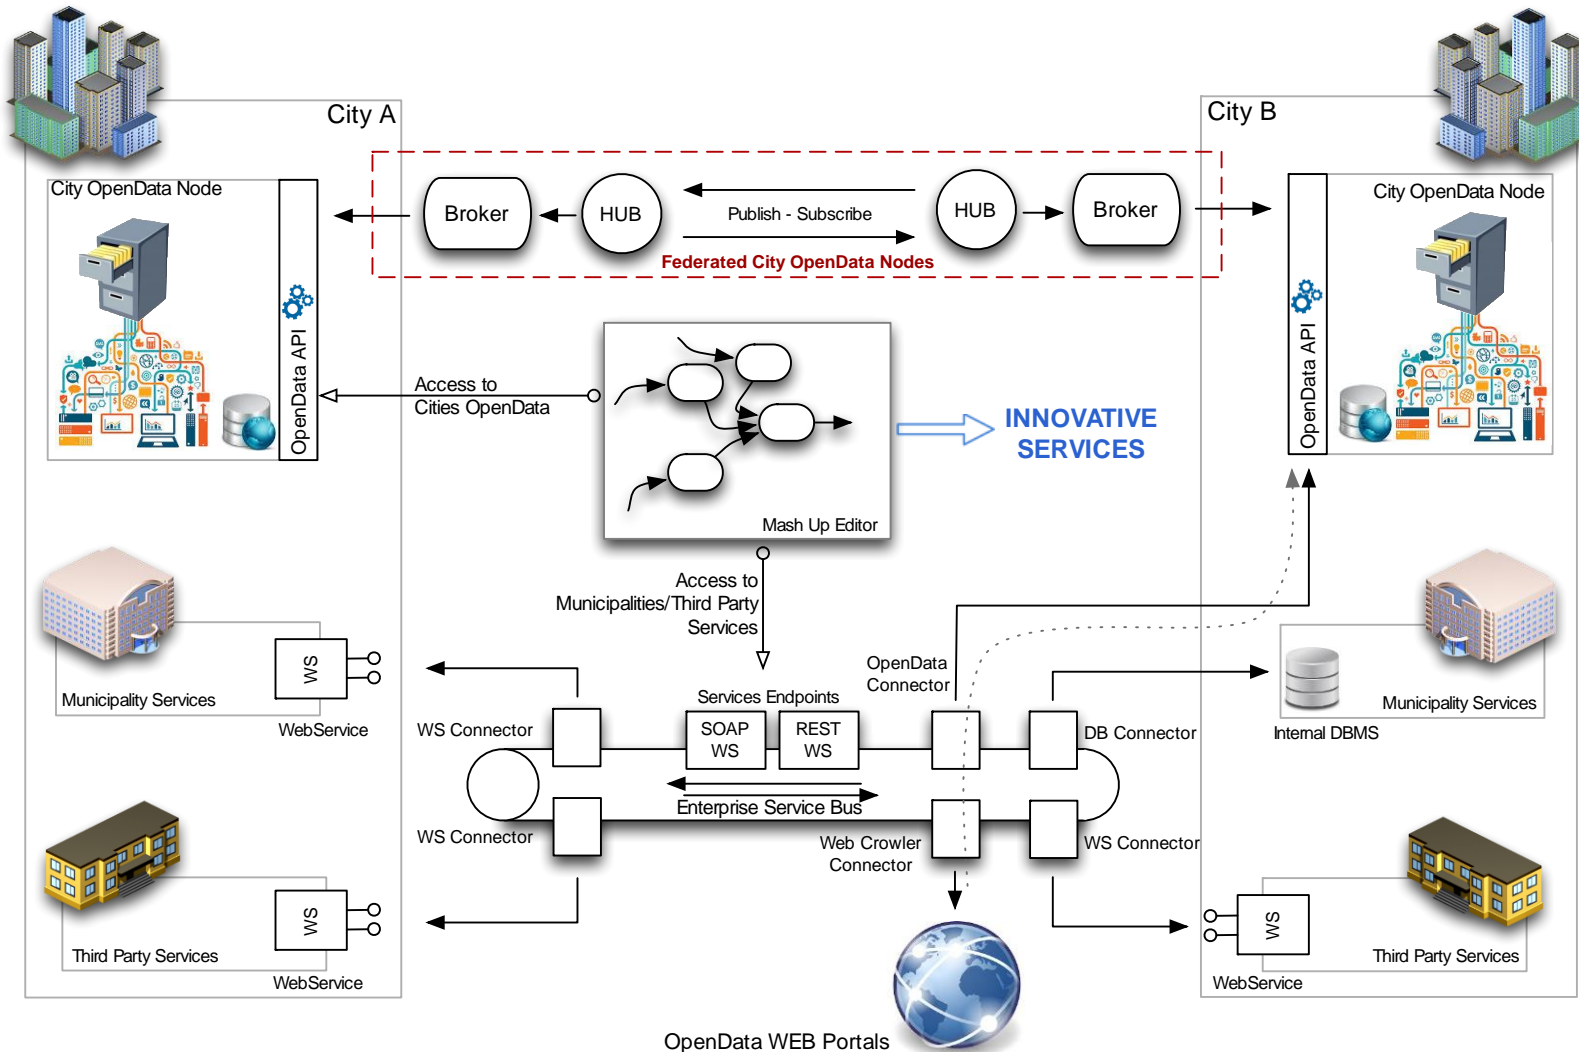 City A
City B
City OpenData Node
City OpenData Node
Broker
HUB
Publish - Subscribe
HUB
Broker
Federated City OpenData Nodes
OpenData API
OpenData API
Access to
Cities OpenData
INNOVATIVE
SERVICES
Mash Up Editor
Access to
Municipalities/Third Party
Services
WS
Municipality Services
WebService
OpenData
Connector
Services Endpoints
WS Connector
SOAP
WS
REST
WS
DB Connector
Internal DBMS
Municipality Services
Enterprise Service Bus
WS Connector
Web Crowler
Connector
WS Connector
WS
Third Party Services
WebService
WS
Third Party Services
WebService
OpenData WEB Portals